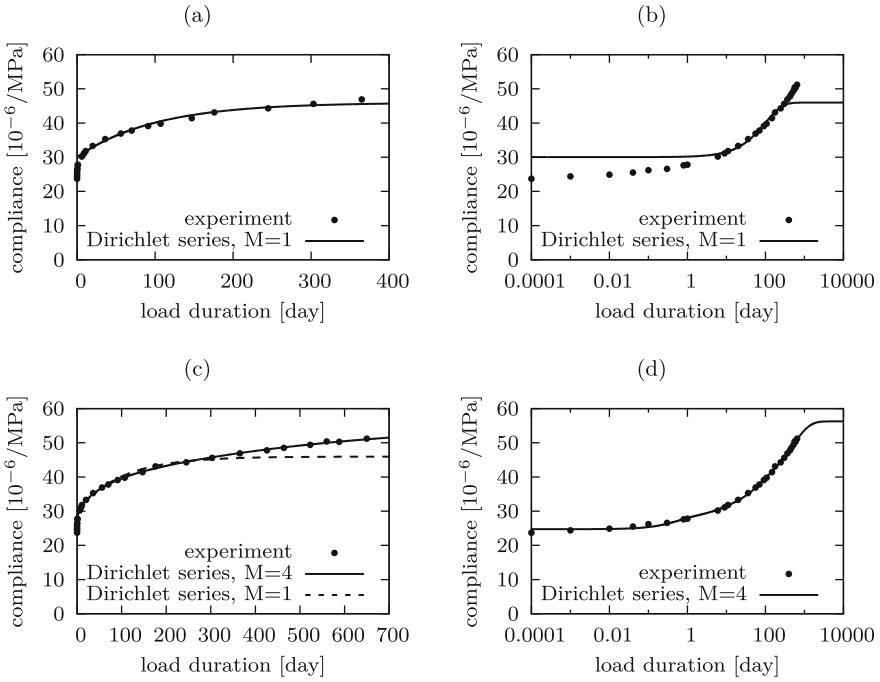 (a)
60
50
40
30
20
10
0
compliance [10⁻⁶/MPa]
experiment
Dirichlet series, M=1
0 100 200 300 400
load duration [day]
(b)
60
50
40
30
20
10
0
compliance [10⁻⁶/MPa]
experiment
Dirichlet series, M=1
0.0001 0.01 1 100 10000
load duration [day]
(c)
60
50
40
30
20
10
0
compliance [10⁻⁶/MPa]
experiment
Dirichlet series, M=4
Dirichlet series, M=1
0 100 200 300 400 500 600 700
load duration [day]
(d)
60
50
40
30
20
10
0
compliance [10⁻⁶/MPa]
experiment
Dirichlet series, M=4
0.0001 0.01 1 100 10000
load duration [day]